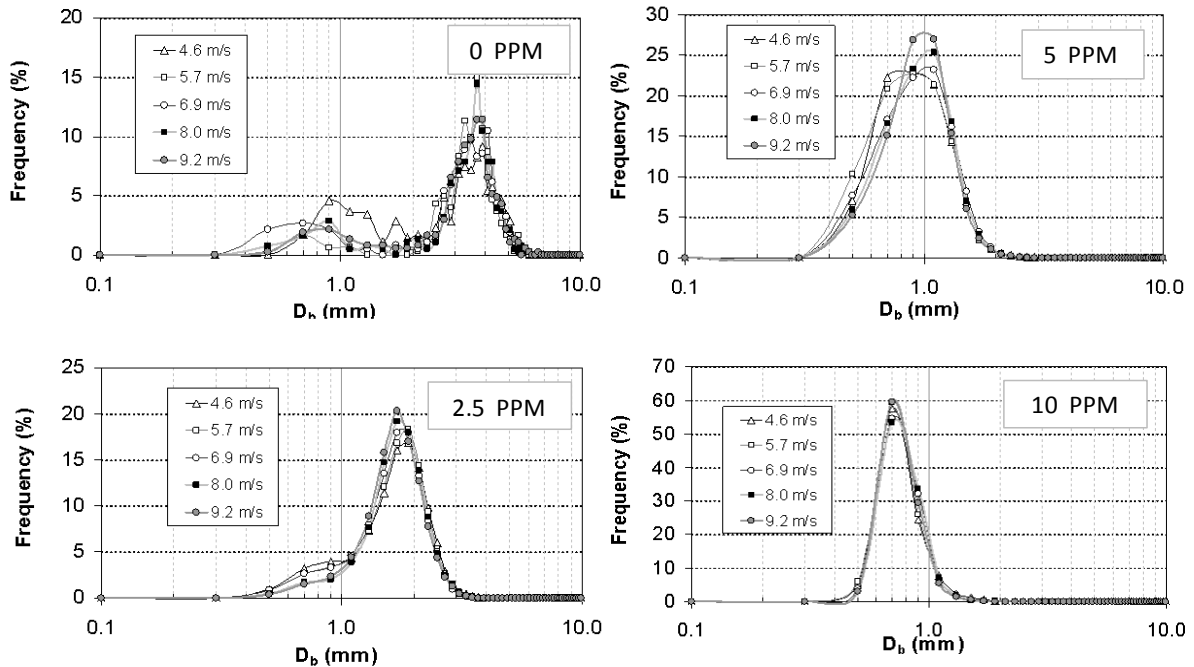 20
15
10
5
0
Frequency (%)
4.6 m/s
5.7 m/s
6.9 m/s
8.0 m/s
9.2 m/s
0 PPM
0.1 1.0 10.0
D_b (mm)
30
25
20
15
10
5
0
Frequency (%)
4.6 m/s
5.7 m/s
6.9 m/s
8.0 m/s
9.2 m/s
5 PPM
0.1 1.0 10.0
D_b (mm)
25
20
15
10
5
0
Frequency (%)
4.6 m/s
5.7 m/s
6.9 m/s
8.0 m/s
9.2 m/s
2.5 PPM
0.1 1.0 10.0
D_b (mm)
70
60
50
40
30
20
10
0
Frequency (%)
4.6 m/s
5.7 m/s
6.9 m/s
8.0 m/s
9.2 m/s
10 PPM
0.1 1.0 10.0
D_b (mm)